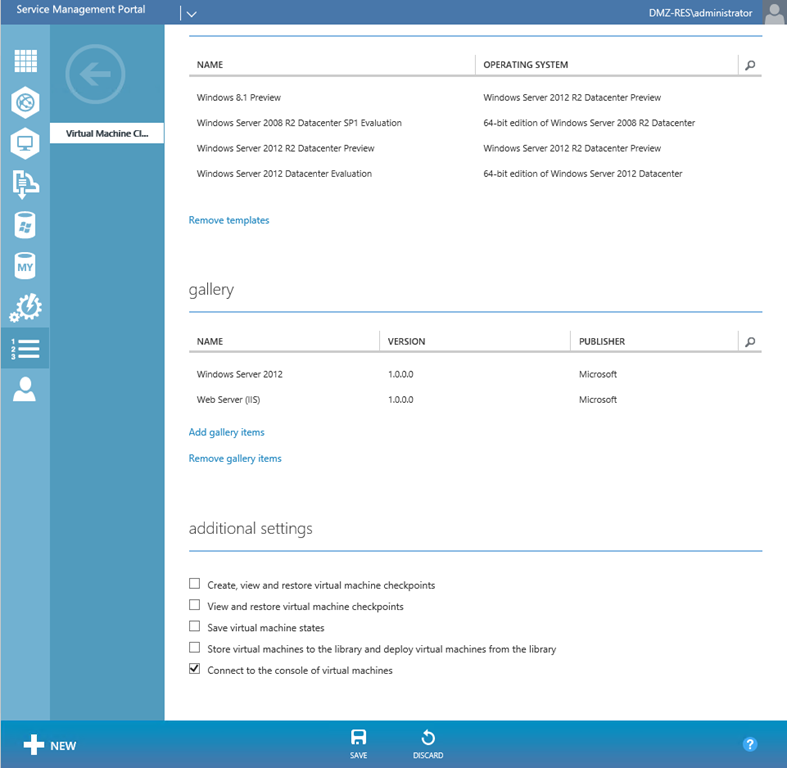 Service Management Portal
DMZ-RES\administrator
NAME OPERATING SYSTEM
Windows 8.1 Preview Windows Server 2012 R2 Datacenter Preview
Virtual Machine Cl...
Windows Server 2008 R2 Datacenter SP1 Evaluation 64-bit edition of Windows Server 2008 R2 Datacenter
Windows Server 2012 R2 Datacenter Preview Windows Server 2012 R2 Datacenter Preview
Windows Server 2012 Datacenter Evaluation 64-bit edition of Windows Server 2012 Datacenter
Remove templates
MY
gallery
NAME VERSION PUBLISHER
1
2
3
Windows Server 2012 1.0.0.0 Microsoft
Web Server (IIS) 1.0.0.0 Microsoft
Add gallery items
Remove gallery items
additional settings
Create, view and restore virtual machine checkpoints
View and restore virtual machine checkpoints
Save virtual machine states
Store virtual machines to the library and deploy virtual machines from the library
Connect to the console of virtual machines
NEW
SAVE
DISCARD
?